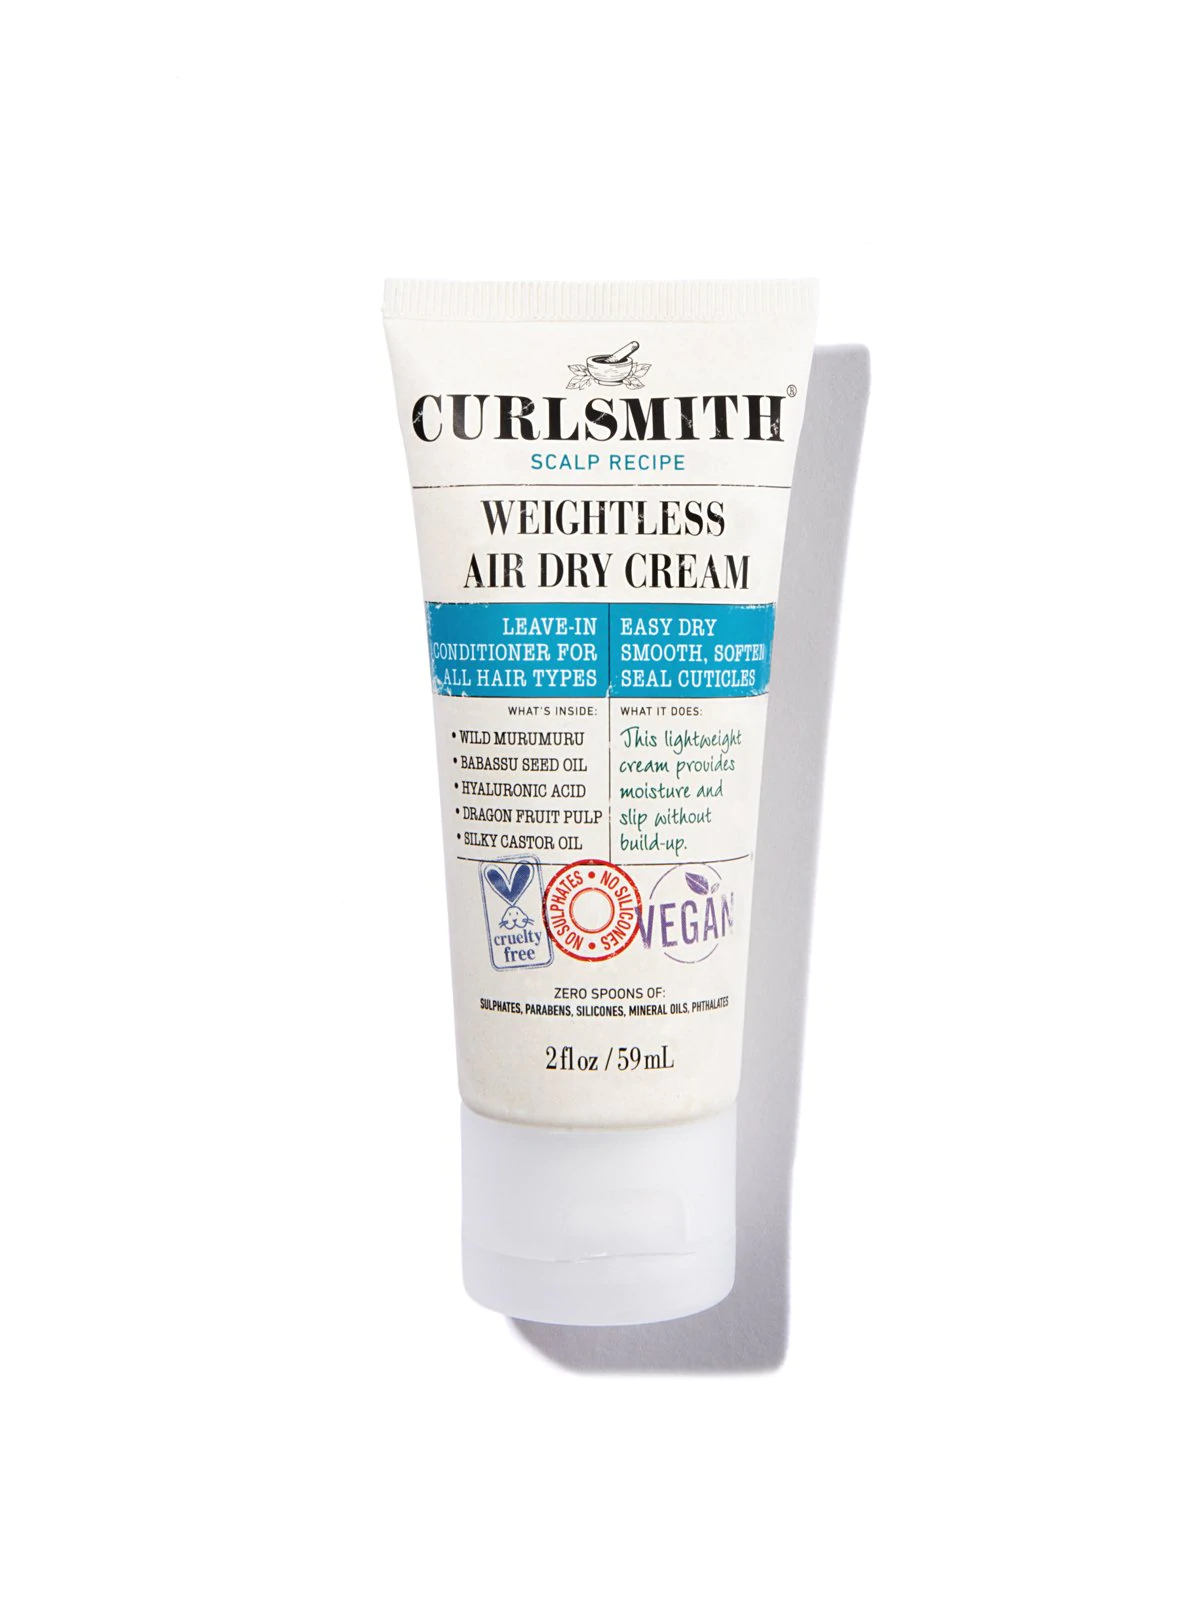 CURLSMITH®
SCALP RECIPE
WEIGHTLESS
AIR DRY CREAM
LEAVE-IN
CONDITIONER FOR
ALL HAIR TYPES
EASY DRY
SMOOTH, SOFTEN
SEAL CUTICLES
WHAT'S INSIDE:
• WILD MURUMURU
• BABASSU SEED OIL
• HYALURONIC ACID
• DRAGON FRUIT PULP
• SILKY CASTOR OIL
WHAT IT DOES:
This lightweight
cream provides
moisture and
slip without
build-up.
cruelty
free
NO SULPHATES • NO SILICONES •
VEGAN
ZERO SPOONS OF:
SULPHATES, PARABENS, SILICONES, MINERAL OILS, PHTHALATES
2 fl oz / 59 mL